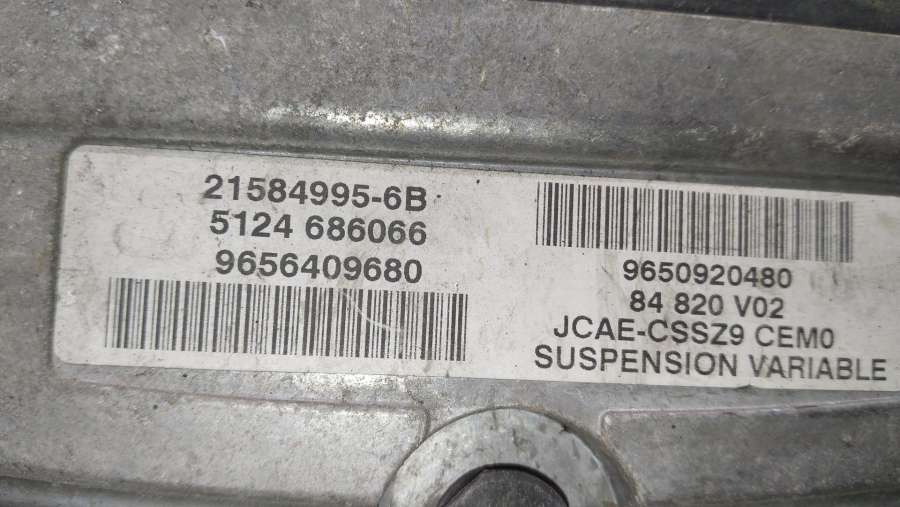 21584995-6B
5124 686066
9656409680
9650920480
84 820 V02
JCAE-CSSZ9 CEM0
SUSPENSION VARIABLE